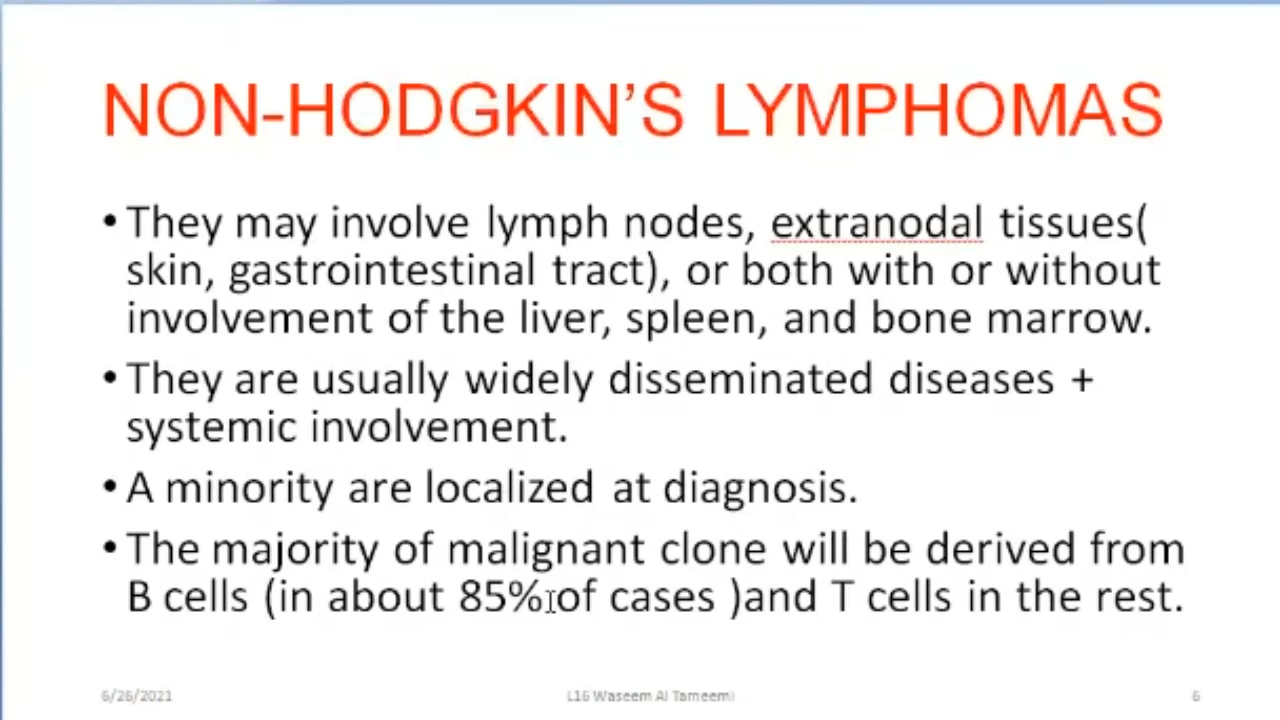 NON-HODGKIN’S LYMPHOMAS
• They may involve lymph nodes, extranodal tissues(
skin, gastrointestinal tract), or both with or without
involvement of the liver, spleen, and bone marrow.
• They are usually widely disseminated diseases +
systemic involvement.
• A minority are localized at diagnosis.
• The majority of malignant clone will be derived from
B cells (in about 85% of cases )and T cells in the rest.
6/26/2021 L16 Waseem Al Tameemi 6